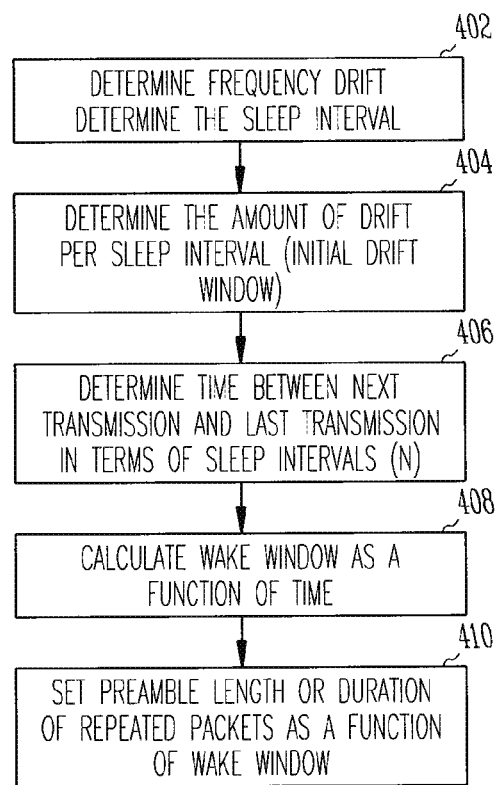 402
DETERMINE FREQUENCY DRIFT
DETERMINE THE SLEEP INTERVAL
404
DETERMINE THE AMOUNT OF DRIFT
PER SLEEP INTERVAL (INITIAL DRIFT
WINDOW)
406
DETERMINE TIME BETWEEN NEXT
TRANSMISSION AND LAST TRANSMISSION
IN TERMS OF SLEEP INTERVALS (N)
408
CALCULATE WAKE WINDOW AS A
FUNCTION OF TIME
410
SET PREAMBLE LENGTH OR DURATION
OF REPEATED PACKETS AS A FUNCTION
OF WAKE WINDOW